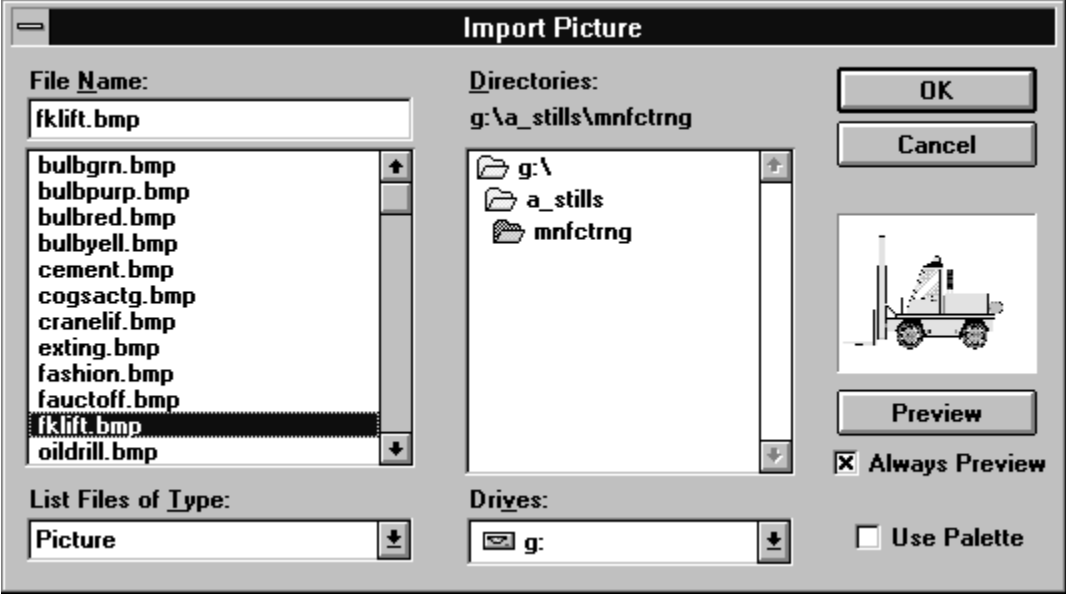 Import Picture
File Name:
fklift.bmp
bulbgrn.bmp
bulbpurp.bmp
bulbred.bmp
bulbyell.bmp
cement.bmp
cogsactg.bmp
cranelif.bmp
exting.bmp
fashion.bmp
fauctoff.bmp
fklift.bmp
oildrill.bmp
List Files of Type:
Picture
Directories:
g:\a_stills\mnfctrng
g:\
a_stills
mnfctrng
Drives:
g:
OK
Cancel
Preview
Always Preview
Use Palette